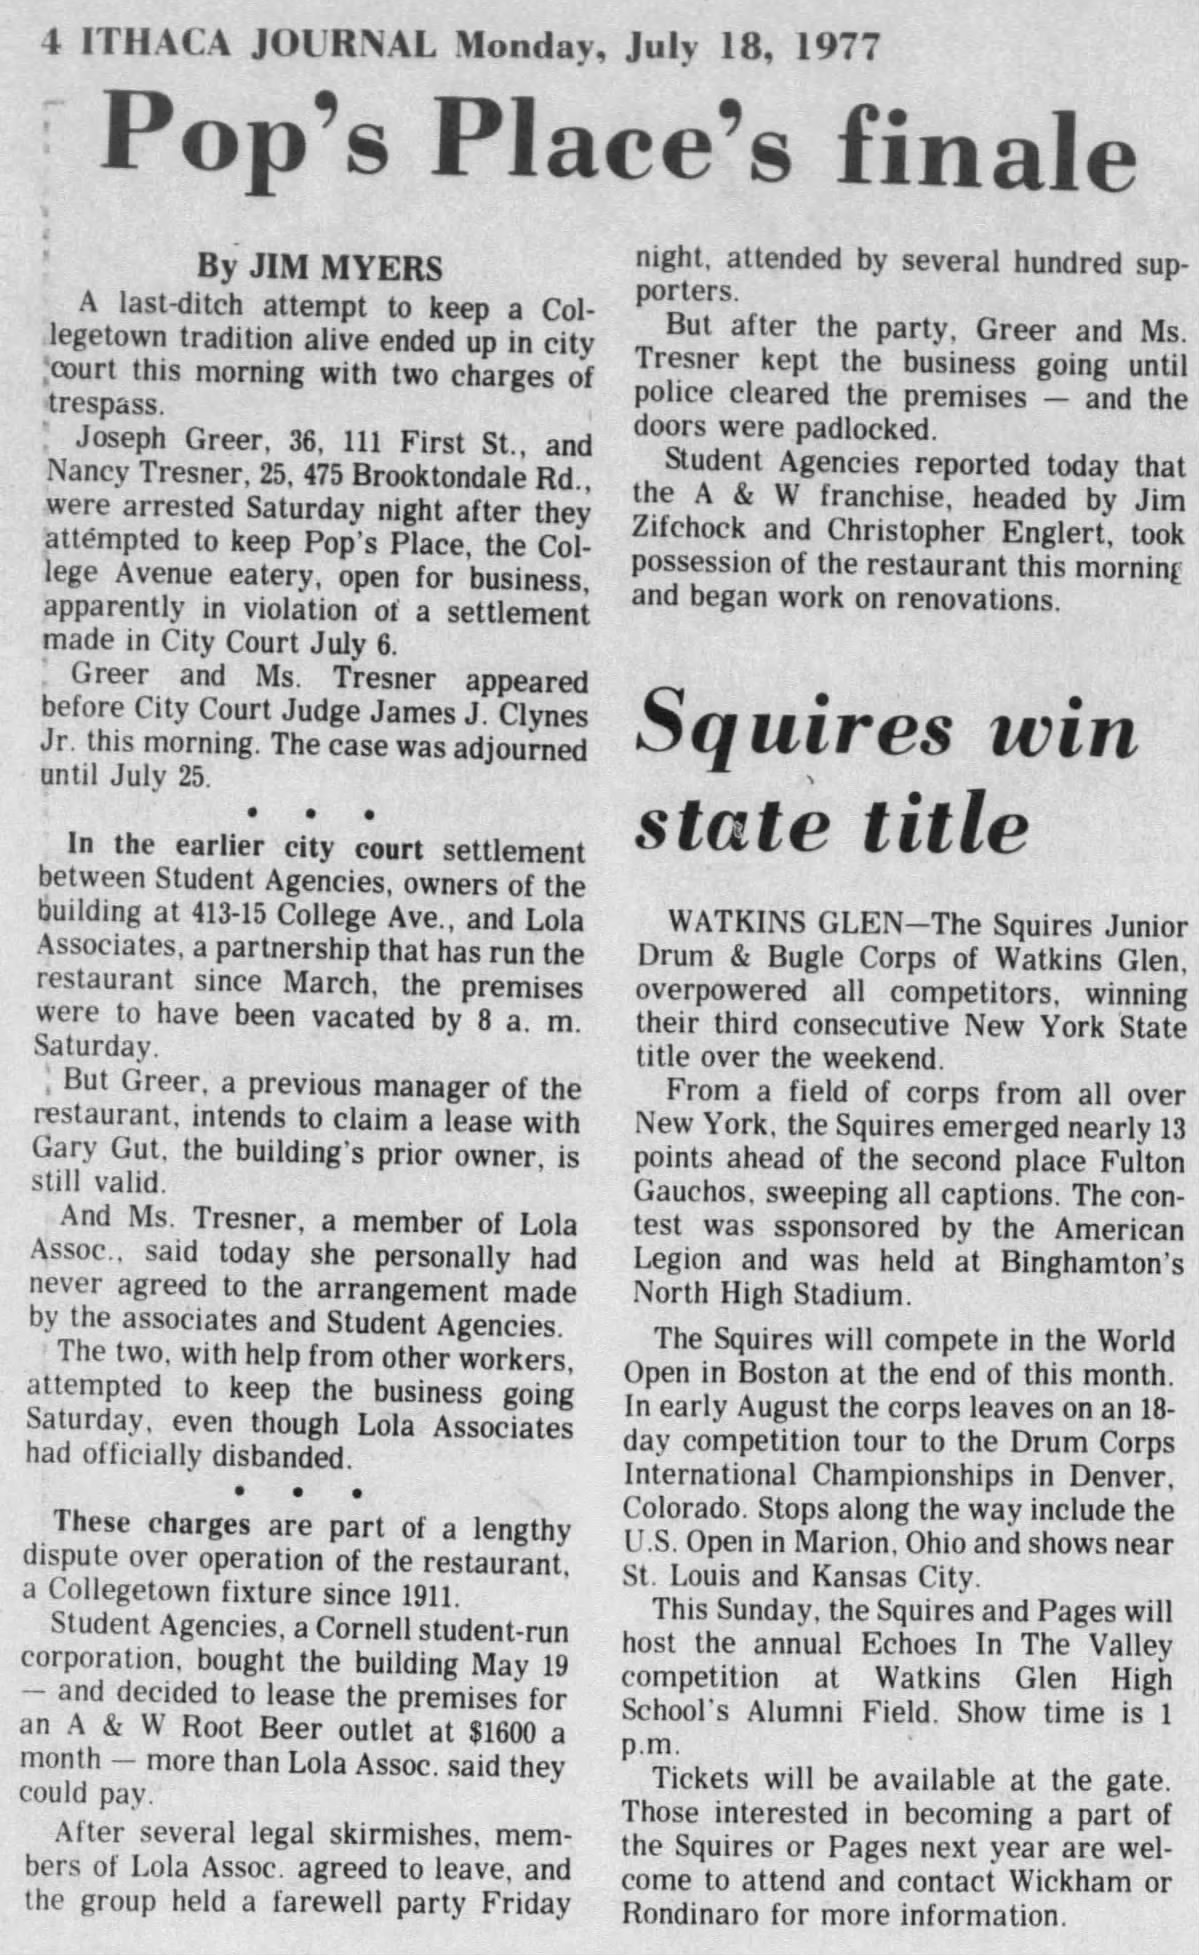 4 ITHACA JOURNAL Monday, July 18, 1977
Pop's Place's finale
By JIM MYERS
A last-ditch attempt to keep a Col-
legetown tradition alive ended up in city
court this morning with two charges of
trespass.
Joseph Greer, 36, 111 First St., and
Nancy Tresner, 25, 475 Brooktondale Rd.,
were arrested Saturday night after they
attempted to keep Pop's Place, the Col-
lege Avenue eatery, open for business,
apparently in violation of a settlement
made in City Court July 6.
Greer and Ms. Tresner appeared
before City Court Judge James J. Clynes
Jr. this morning. The case was adjourned
until July 25.
• • •
In the earlier city court settlement
between Student Agencies, owners of the
building at 413-15 College Ave., and Lola
Associates, a partnership that has run the
restaurant since March, the premises
were to have been vacated by 8 a. m.
Saturday.
But Greer, a previous manager of the
restaurant, intends to claim a lease with
Gary Gut, the building's prior owner, is
still valid.
And Ms. Tresner, a member of Lola
Assoc., said today she personally had
never agreed to the arrangement made
by the associates and Student Agencies.
The two, with help from other workers,
attempted to keep the business going
Saturday, even though Lola Associates
had officially disbanded.
• • •
These charges are part of a lengthy
dispute over operation of the restaurant,
a Collegetown fixture since 1911.
Student Agencies, a Cornell student-run
corporation, bought the building May 19
— and decided to lease the premises for
an A & W Root Beer outlet at $1600 a
month — more than Lola Assoc. said they
could pay.
After several legal skirmishes, mem-
bers of Lola Assoc. agreed to leave, and
the group held a farewell party Friday
night, attended by several hundred sup-
porters.
But after the party, Greer and Ms.
Tresner kept the business going until
police cleared the premises — and the
doors were padlocked.
Student Agencies reported today that
the A & W franchise, headed by Jim
Zifchock and Christopher Englert, took
possession of the restaurant this morning
and began work on renovations.
Squires win
state title
WATKINS GLEN—The Squires Junior
Drum & Bugle Corps of Watkins Glen,
overpowered all competitors, winning
their third consecutive New York State
title over the weekend.
From a field of corps from all over
New York, the Squires emerged nearly 13
points ahead of the second place Fulton
Gauchos, sweeping all captions. The con-
test was ssponsored by the American
Legion and was held at Binghamton's
North High Stadium.
The Squires will compete in the World
Open in Boston at the end of this month.
In early August the corps leaves on an 18-
day competition tour to the Drum Corps
International Championships in Denver,
Colorado. Stops along the way include the
U.S. Open in Marion, Ohio and shows near
St. Louis and Kansas City.
This Sunday, the Squires and Pages will
host the annual Echoes In The Valley
competition at Watkins Glen High
School's Alumni Field. Show time is 1
p.m.
Tickets will be available at the gate.
Those interested in becoming a part of
the Squires or Pages next year are wel-
come to attend and contact Wickham or
Rondinaro for more information.